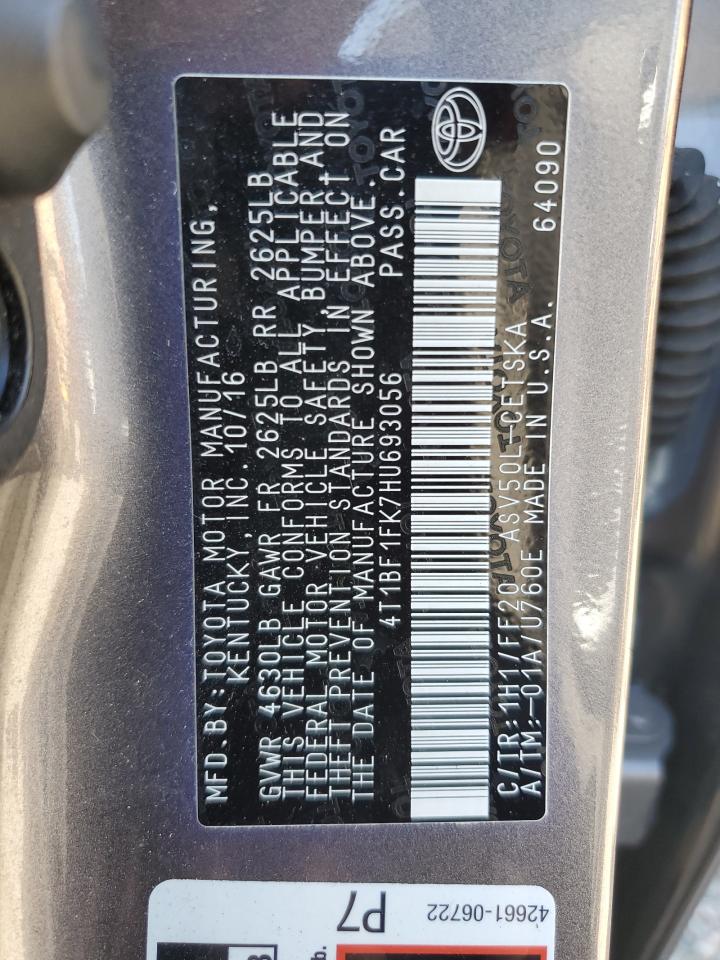 MFD.BY:TOYOTA MOTOR MANUFACTURING,
KENTUCKY,INC.10/16
GVWR 4630LB GAWR FR 2625LB RR 2625LB
THIS VEHICLE CONFORMS TO ALL APPLICABLE
FEDERAL MOTOR VEHICLE SAFETY,BUMPER,AND
THEFT PREVENTION STANDARDS IN EFFECT ON
THE DATE OF MANUFACTURE SHOWN ABOVE.
4T1BF1FK7HU693056 PASS.CAR
C/TR:1H1/FF20 ASV50L-CETSKA 64090
A/TM:-01A/U760E MADE IN U.S.A.
TOYOTA
TOYOTA
TOYOTA
P7
42661-06722